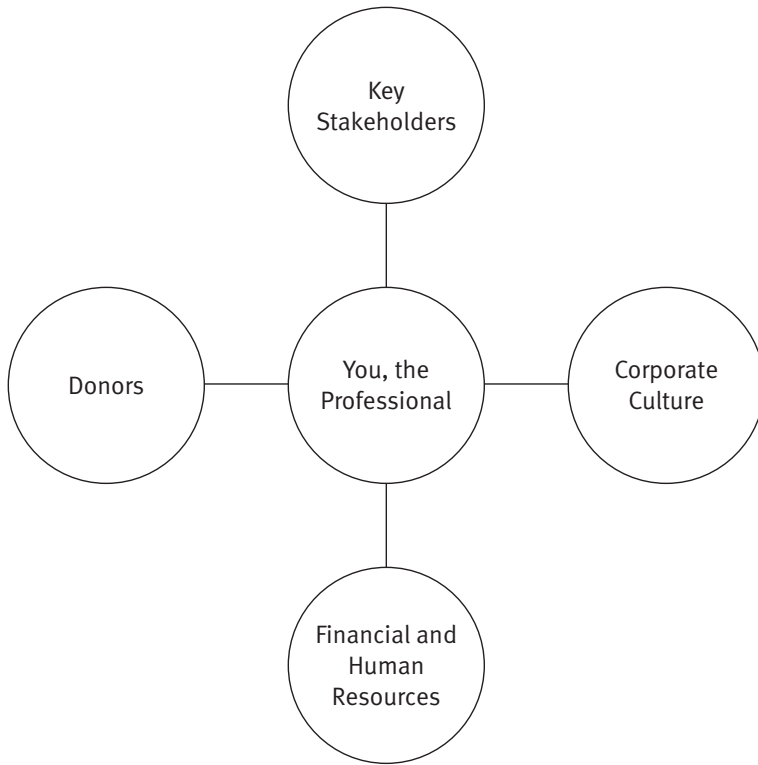 Key
Stakeholders
Donors
You, the
Professional
Corporate
Culture
Financial and
Human
Resources